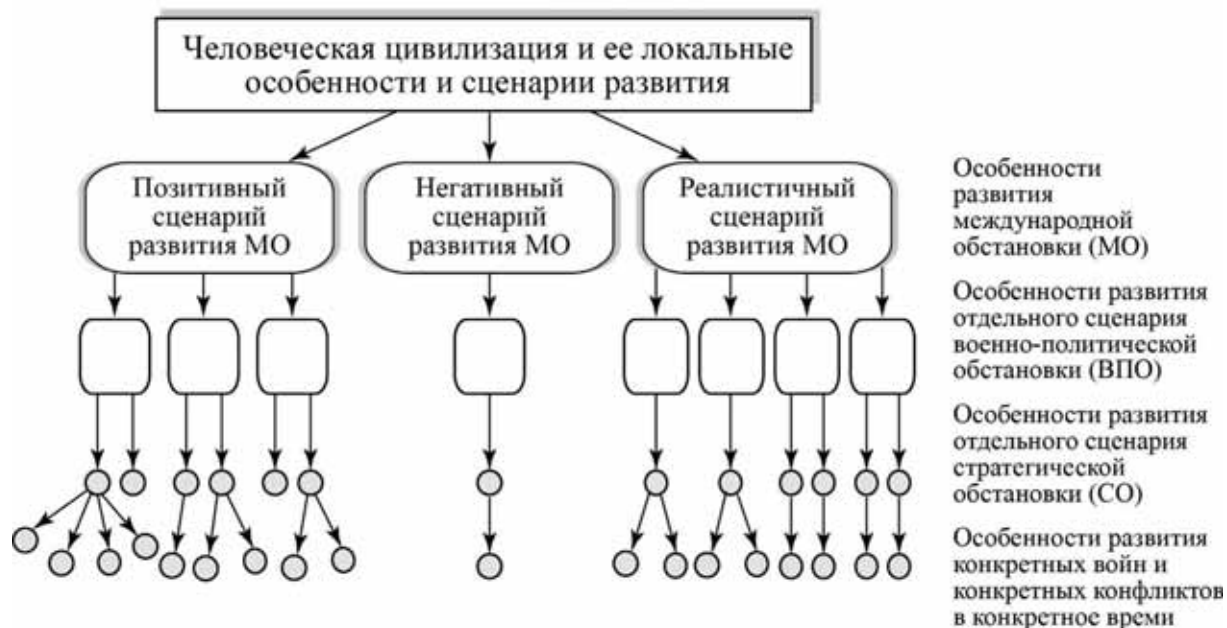 Человеческая цивилизация и ее локальные
особенности и сценарии развития
Позитивный
сценарий
развития МО
Негативный
сценарий
развития МО
Реалистичный
сценарий
развития МО
Особенности
развития
международной
обстановки (МО)
Особенности развития
отдельного сценария
военно-политической
обстановки (ВПО)
Особенности развития
отдельного сценария
стратегической
обстановки (СО)
Особенности развития
конкретных войн и
конкретных конфликтов
в конкретное времи